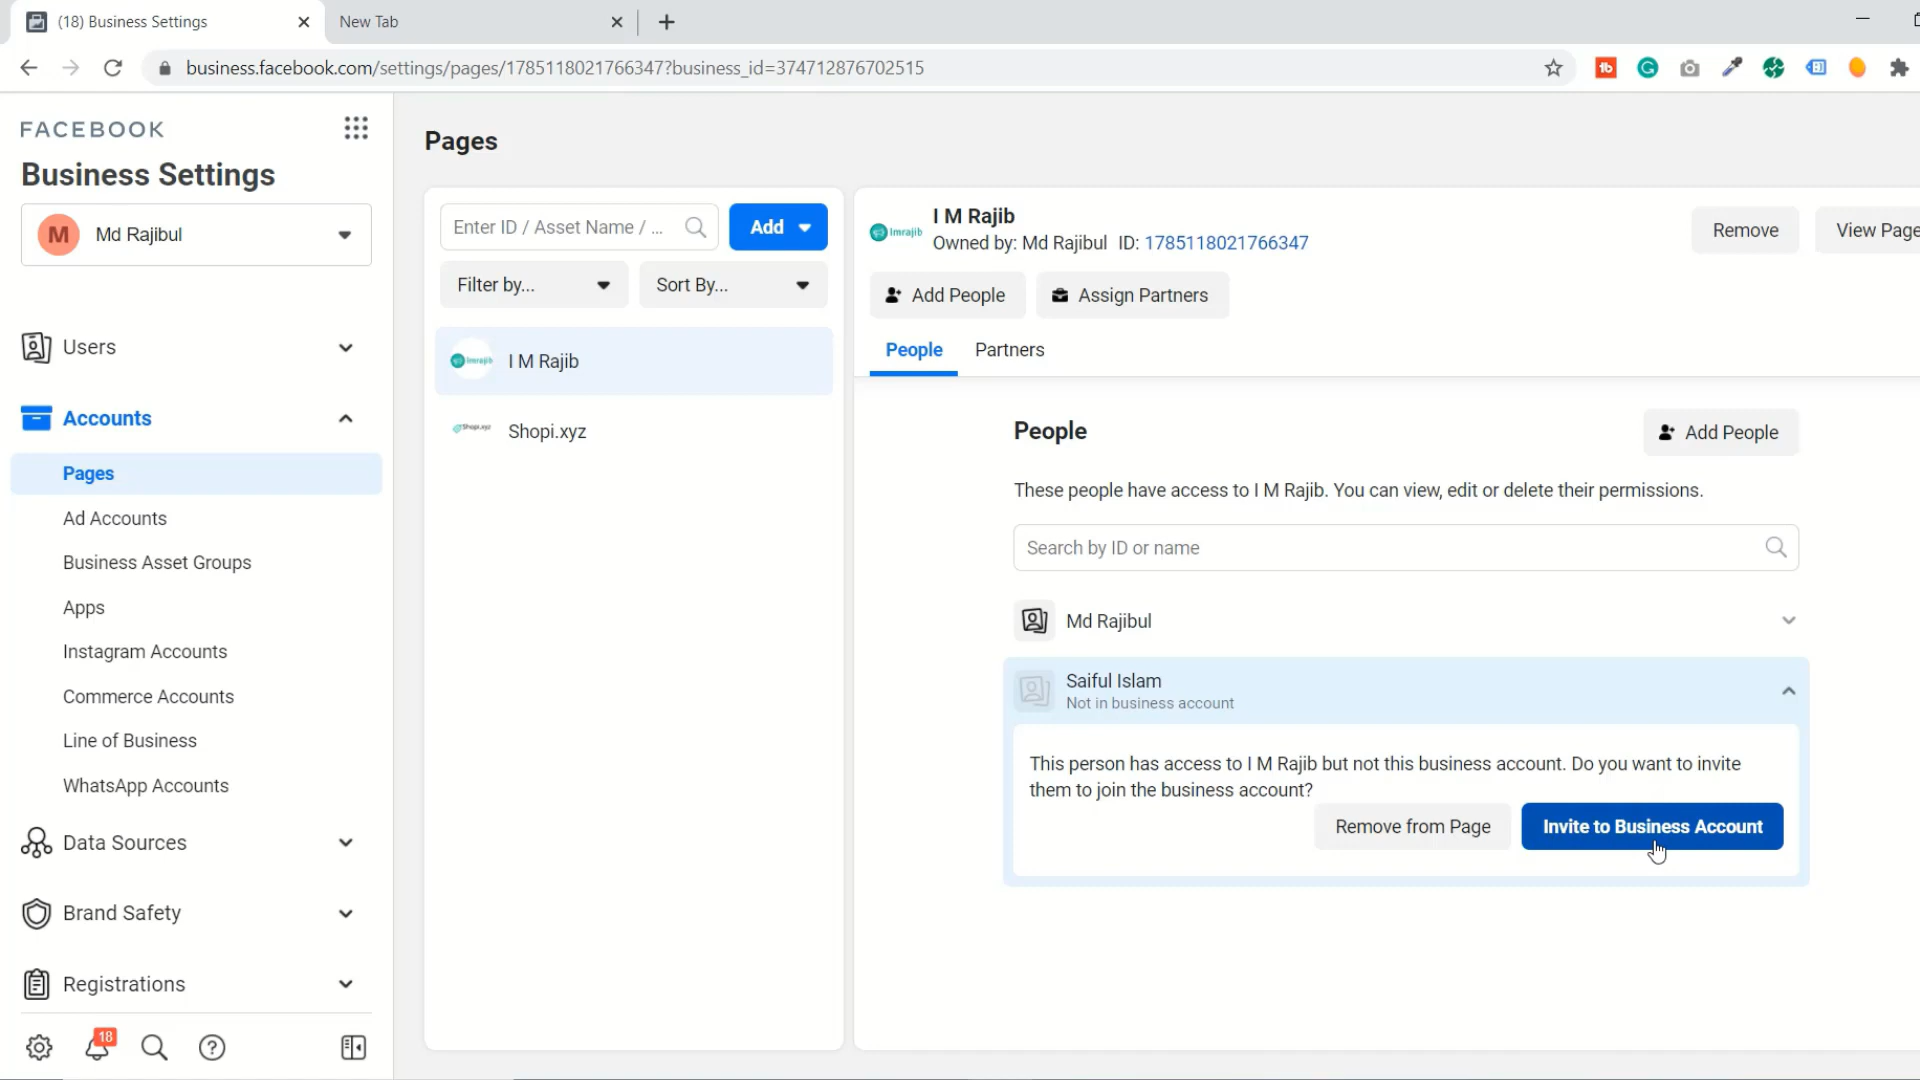 (18) Business Settings
New Tab
business.facebook.com/settings/pages/1785118021766347?business_id=374712876702515
FACEBOOK
Business Settings
M
Md Rajibul
Users
Accounts
Pages
Ad Accounts
Business Asset Groups
Apps
Instagram Accounts
Commerce Accounts
Line of Business
WhatsApp Accounts
Data Sources
Brand Safety
Registrations
18
Pages
Enter ID / Asset Name / ...
Add
Filter by...
Sort By...
Imrajib
I M Rajib
Shopi.xyz
Shopi.xyz
Imrajib
I M Rajib
Owned by: Md Rajibul ID: 1785118021766347
Remove
View Page
Add People
Assign Partners
People
Partners
People
Add People
These people have access to I M Rajib. You can view, edit or delete their permissions.
Search by ID or name
Md Rajibul
Saiful Islam
Not in business account
This person has access to I M Rajib but not this business account. Do you want to invite
them to join the business account?
Remove from Page
Invite to Business Account